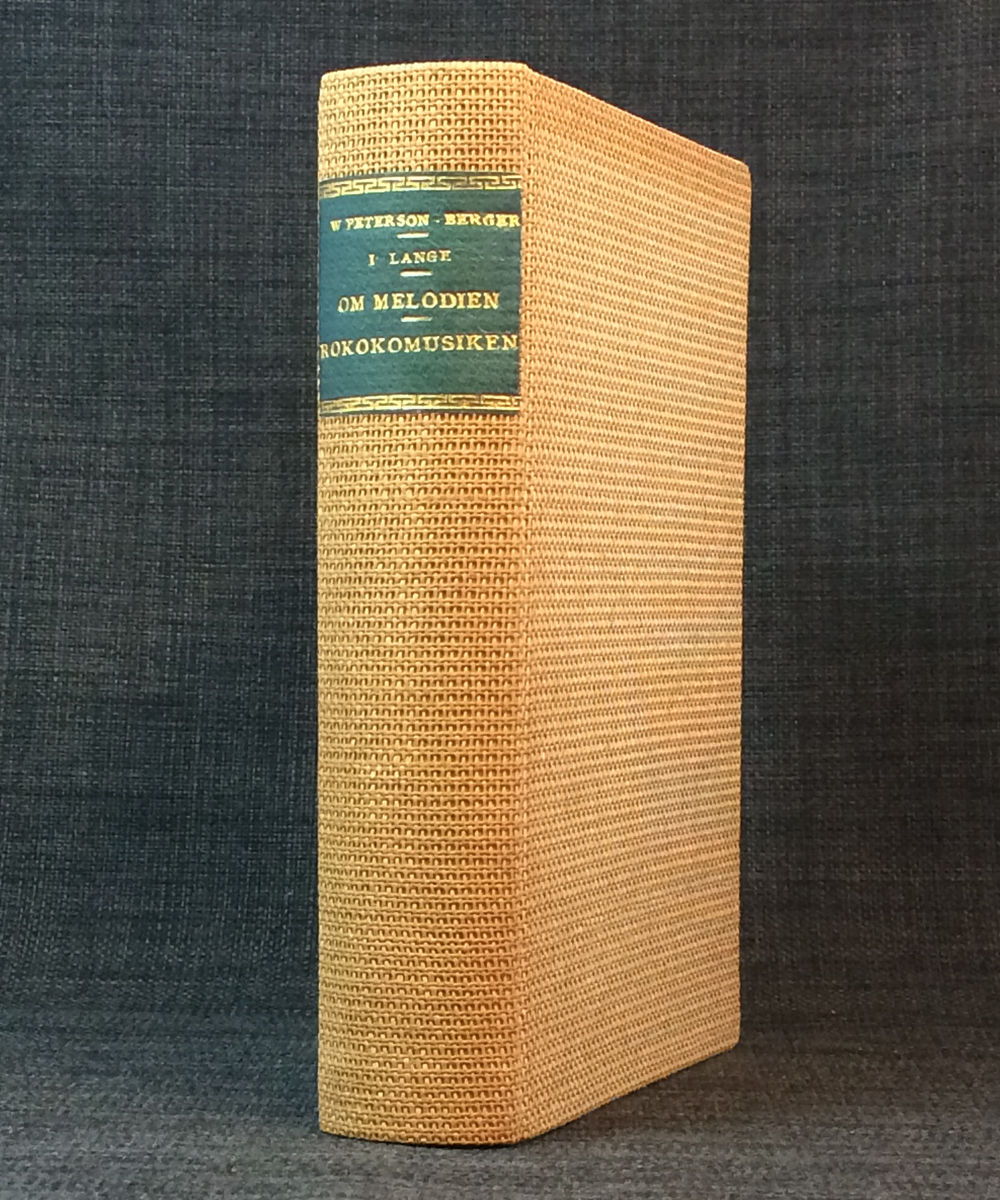 W PETERSON - BERGER
I LANGE
OM MELODIEN
ROKOKOMUSIKEN